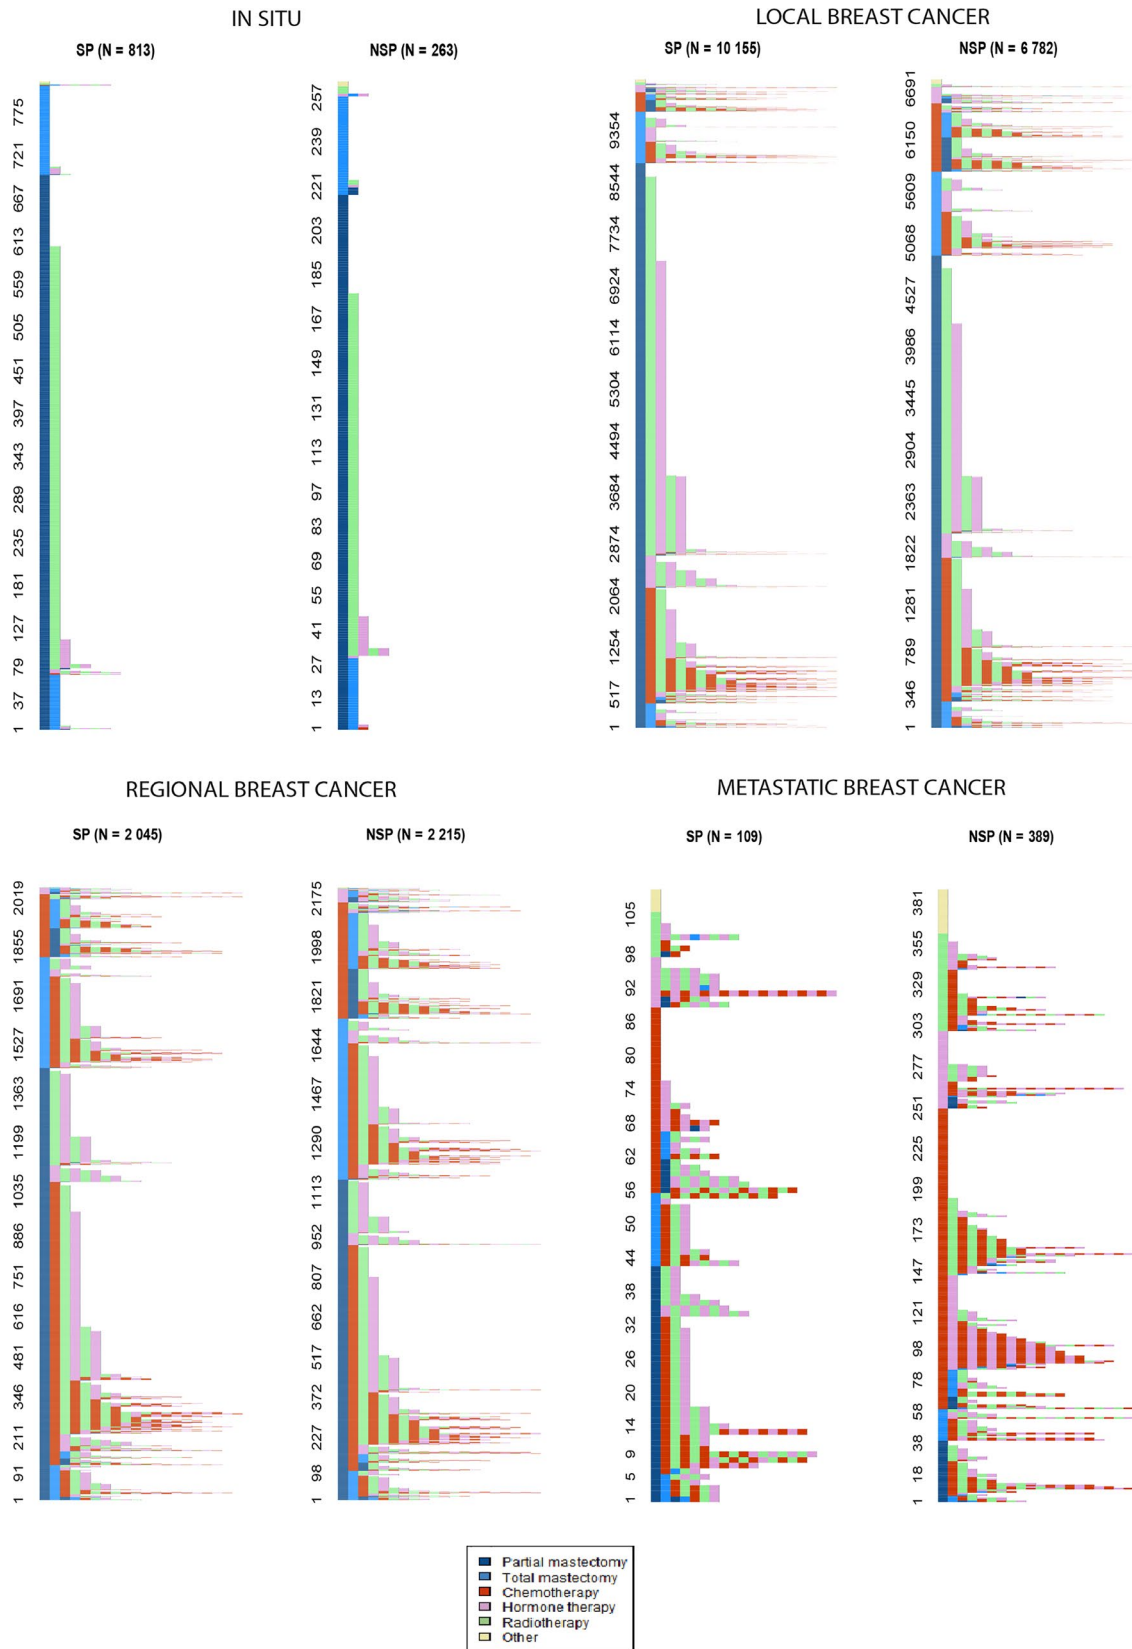 IN SITU
LOCAL BREAST CANCER
SP (N = 813)
NSP (N = 263)
SP (N = 10 155)
NSP (N = 6 782)
1 37 79 127 181 235 289 343 397 451 505 559 613 667 721 775
1 13 27 41 55 69 83 97 113 131 149 167 185 203 221 239 257
1 517 1254 2064 2874 3684 4494 5304 6114 6924 7734 8544 9354
1 346 789 1281 1822 2363 2904 3445 3986 4527 5068 5609 6150 6691
REGIONAL BREAST CANCER
METASTATIC BREAST CANCER
SP (N = 2 045)
NSP (N = 2 215)
SP (N = 109)
NSP (N = 389)
1 91 211 346 481 616 751 886 1035 1199 1363 1527 1691 1855 2019
1 98 227 372 517 662 807 952 1113 1290 1467 1644 1821 1998 2175
1 5 9 14 20 26 32 38 44 50 56 62 68 74 80 86 92 98 105
1 18 38 58 78 98 121 147 173 199 225 251 277 303 329 355 381
Partial mastectomy
Total mastectomy
Chemotherapy
Hormone therapy
Radiotherapy
Other